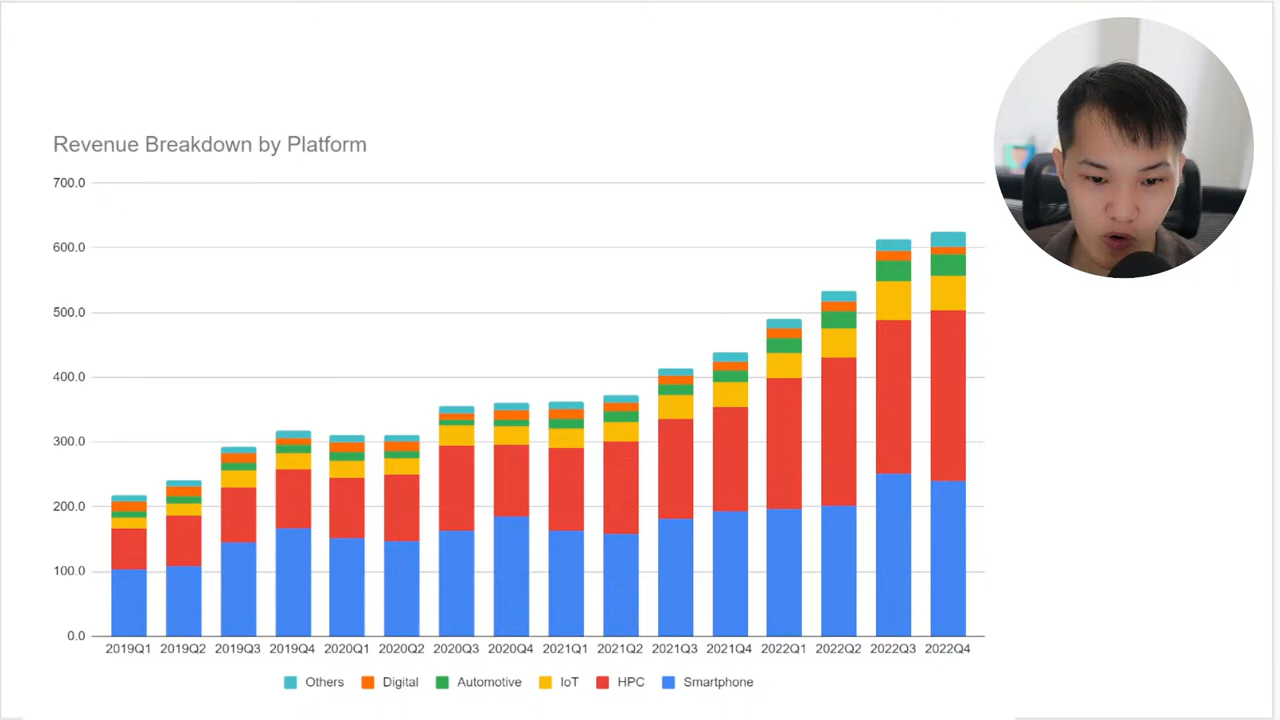 Revenue Breakdown by Platform
700.0
600.0
500.0
400.0
300.0
200.0
100.0
0.0
2019Q1 2019Q2 2019Q3 2019Q4 2020Q1 2020Q2 2020Q3 2020Q4 2021Q1 2021Q2 2021Q3 2021Q4 2022Q1 2022Q2 2022Q3 2022Q4
Others Digital Automotive IoT HPC Smartphone